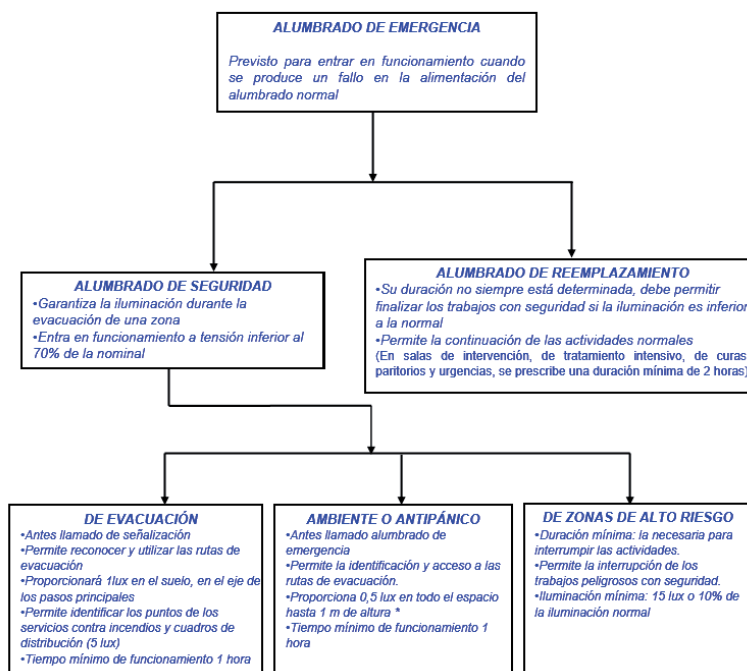 ALUMBRADO DE EMERGENCIA
Previsto para entrar en funcionamiento cuando
se produce un fallo en la alimentación del
alumbrado normal
ALUMBRADO DE SEGURIDAD
•Garantiza la iluminación durante la
evacuación de una zona
•Entra en funcionamiento a tensión inferior al
70% de la nominal
ALUMBRADO DE REEMPLAZAMIENTO
•Su duración no siempre está determinada, debe permitir
finalizar los trabajos con seguridad si la iluminación es inferior
a la normal
•Permite la continuación de las actividades normales
(En salas de intervención, de tratamiento intensivo, de curas
paritorios y urgencias, se prescribe una duración mínima de 2 horas)
DE EVACUACIÓN
•Antes llamado de señalización
•Permite reconocer y utilizar las rutas de
evacuación
•Proporcionará 1lux en el suelo, en el eje de
los pasos principales
•Permite identificar los puntos de los
servicios contra incendios y cuadros de
distribución (5 lux)
•Tiempo mínimo de funcionamiento 1 hora
AMBIENTE O ANTIPÁNICO
•Antes llamado alumbrado de
emergencia
•Permite la identificación y acceso a las
rutas de evacuación.
•Proporciona 0,5 lux en todo el espacio
hasta 1 m de altura *
•Tiempo mínimo de funcionamiento 1
hora
DE ZONAS DE ALTO RIESGO
•Duración mínima: la necesaria para
interrumpir las actividades.
•Permite la interrupción de los
trabajos peligrosos con seguridad.
•Iluminación mínima: 15 lux o 10% de
la iluminación normal